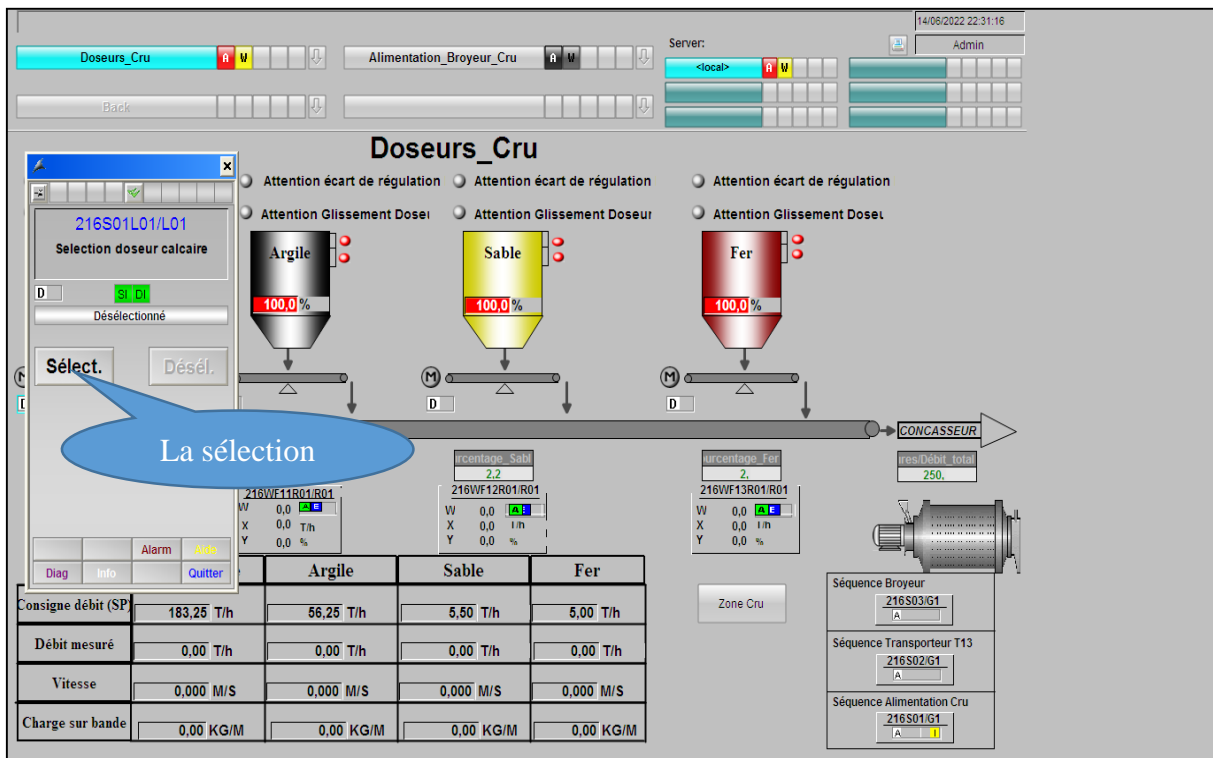 14/06/2022 22:31:16
Doseurs_Cru A W
Alimentation_Broyeur_Cru A W
Server:
Admin
<local> A W
Back
Doseurs_Cru
Attention écart de régulation
Attention écart de régulation
Attention écart de régulation
Attention Glissement Doseu
Attention Glissement Doseur
Attention Glissement Doseu
216S01L01/L01
Selection doseur calcaire
D SI DI
Désélectionné
Sélect. Désél.
Argile
Sable
Fer
100,0 %
100,0 %
100,0 %
M
M
M
D
D
La sélection
CONCASSEUR
urcentage_Sabl
2,2
urcentage_Fer
2,
ires/Débit_total
250,
216WF11R01/R01
W 0,0 A E
X 0,0 T/h
Y 0,0 %
216WF12R01/R01
W 0,0 A E
X 0,0 T/h
Y 0,0 %
216WF13R01/R01
W 0,0 A E
X 0,0 T/h
Y 0,0 %
Alarm Aide
Diag Info Quitter
Argile Sable Fer
Consigne débit (SP) 183,25 T/h 56,25 T/h 5,50 T/h 5,00 T/h
Débit mesuré 0,00 T/h 0,00 T/h 0,00 T/h 0,00 T/h
Vitesse 0,000 M/S 0,000 M/S 0,000 M/S 0,000 M/S
Charge sur bande 0,00 KG/M 0,00 KG/M 0,00 KG/M 0,00 KG/M
Zone Cru
Séquence Broyeur
216S03/G1
A
Séquence Transporteur T13
216S02/G1
A
Séquence Alimentation Cru
216S01/G1
A I